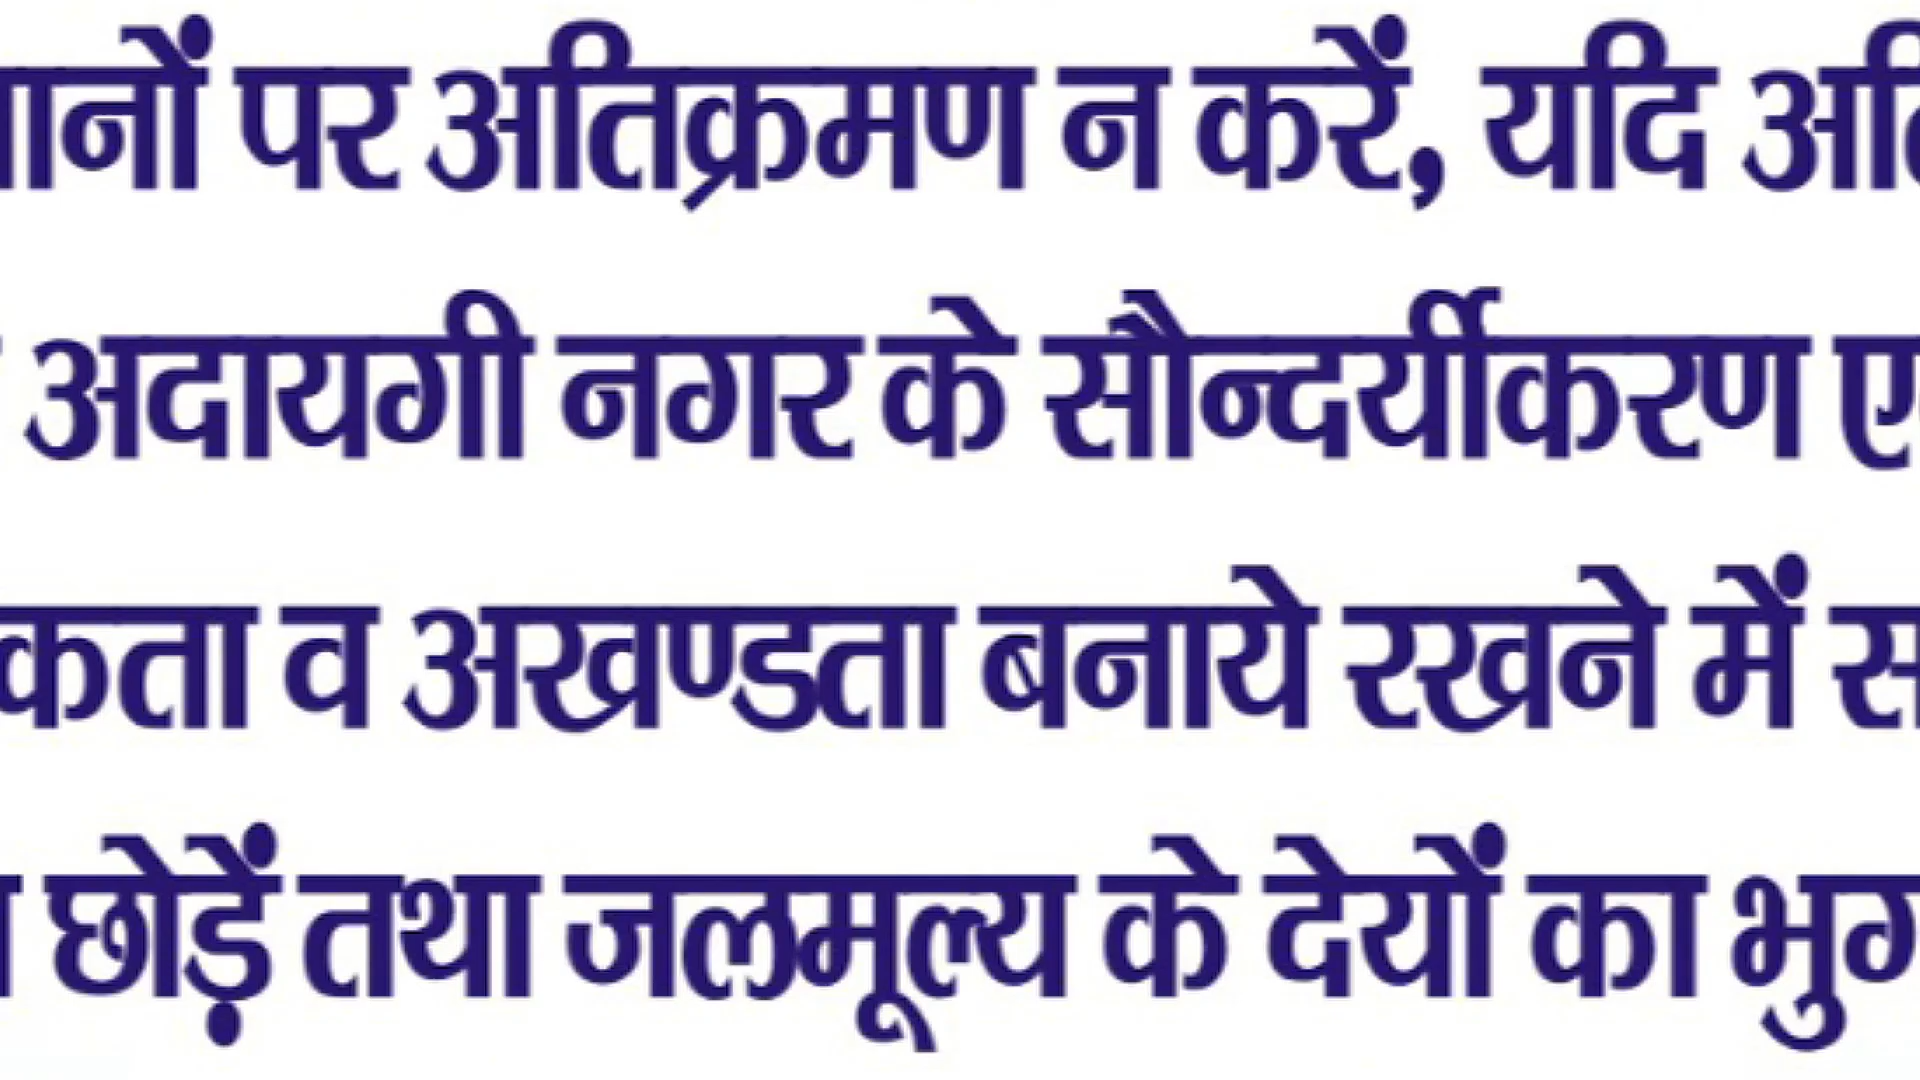 पर अतिक्रमण न करें, यदि
अदायगी नगर के सौन्दर्यीकरण
व अखण्डता बनाये रखने में
छोड़ें तथा जलमूल्य के देयों का